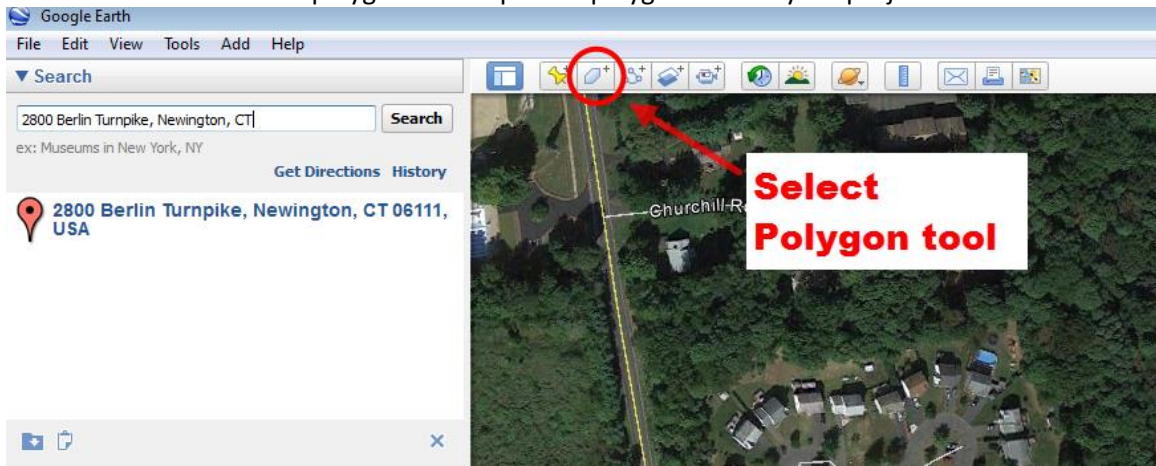 Google Earth
File Edit View Tools Add Help
▼ Search
2800 Berlin Turnpike, Newington, CT
Search
ex: Museums in New York, NY
Get Directions History
2800 Berlin Turnpike, Newington, CT 06111,
USA
Churchill
Select
Polygon tool